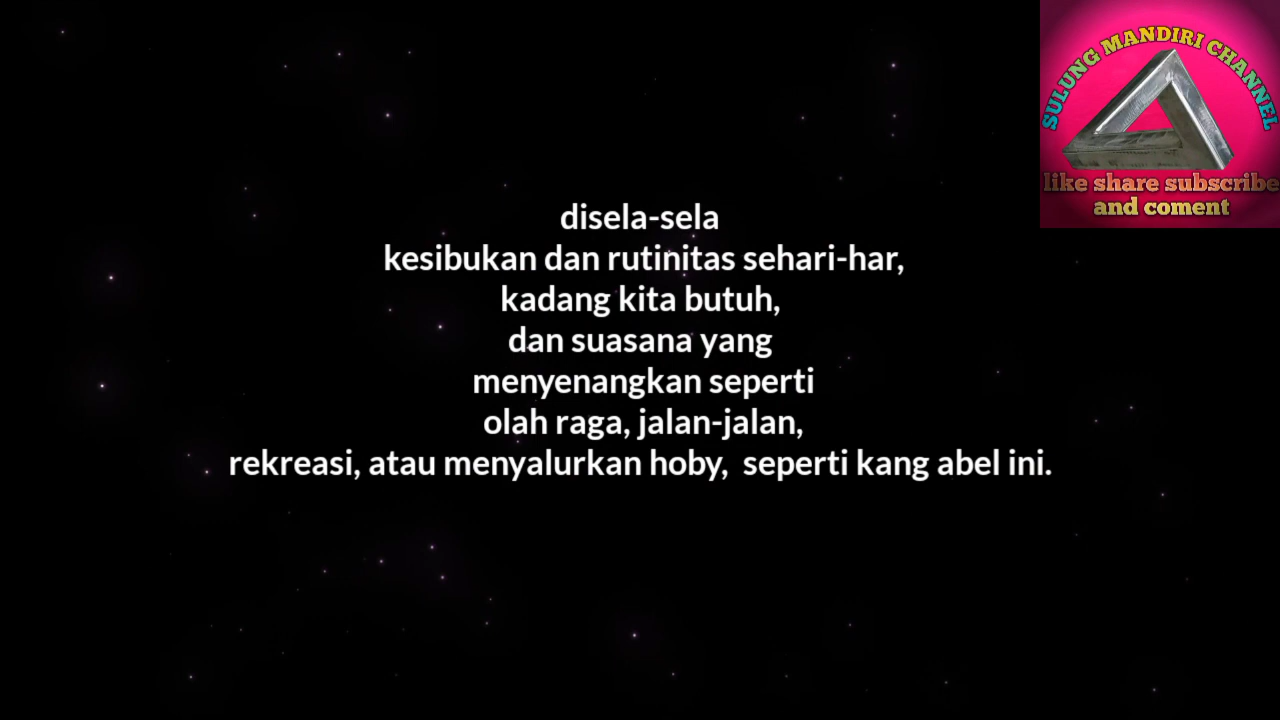 SULUNG MANDIRI CHANNEL
like share subscribe
and coment
disela-sela
kesibukan dan rutinitas sehari-har,
kadang kita butuh,
dan suasana yang
menyenangkan seperti
olah raga, jalan-jalan,
rekreasi, atau menyalurkan hoby,  seperti kang abel ini.